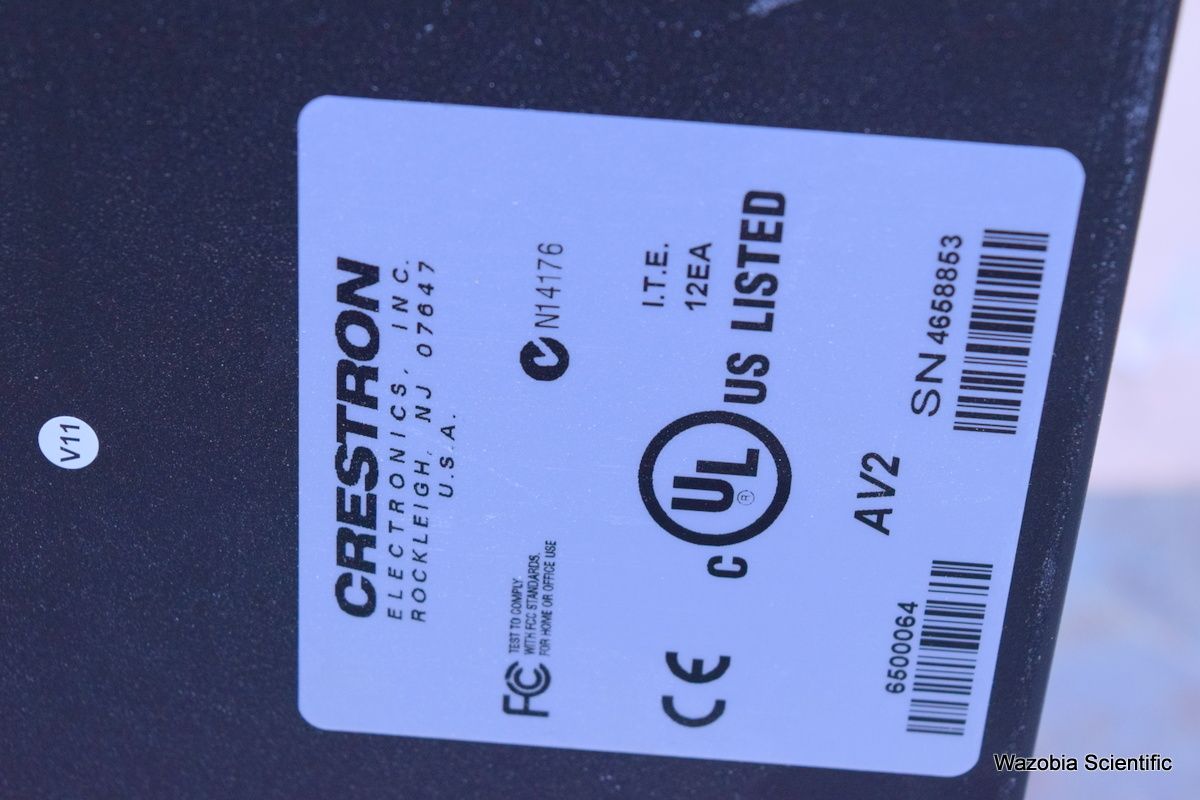 V11
CRESTRON
ELECTRONICS, INC.
ROCKLEIGH, NJ 07647
U.S.A.
FC
TEST TO COMPLY
WITH FCC STANDARDS.
FOR HOME OR OFFICE USE
N14176
CE
C UL ® US LISTED
I.T.E.
12EA
AV2
6500064
SN 4658853
Wazobia Scientific